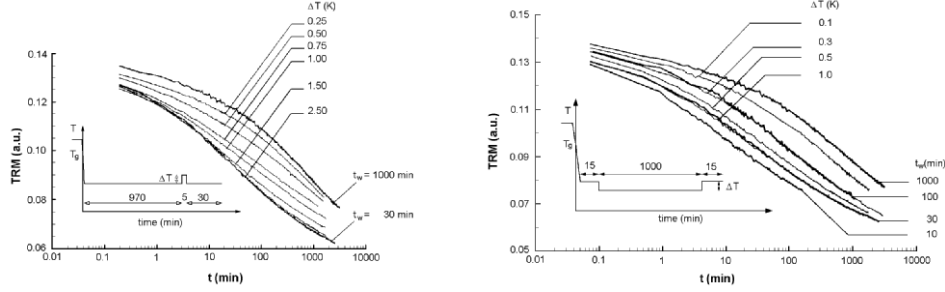 ΔT (K)
0.25
0.50
0.75
1.00
1.50
2.50
0.14
0.12
0.10
0.08
0.06
TRM (a.u.)
T
Tg
ΔT
970
5
30
time (min)
tw = 1000 min
tw = 30 min
0.01
0.1
1
10
100
1000
10000
t (min)
ΔT (K)
0.1
0.3
0.5
1.0
0.15
0.13
0.11
0.09
0.07
0.05
TRM (a.u.)
T
Tg
15
1000
15
ΔT
time (min)
tw(min)
1000
100
30
10
0.01
0.1
1
10
100
1000
10000
t (min)